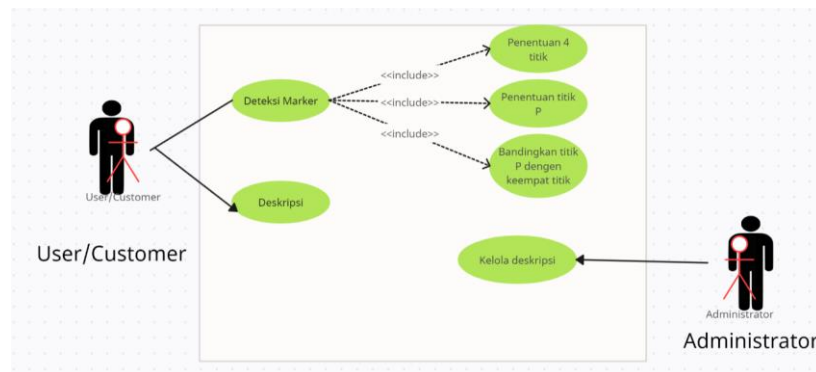 Penentuan 4
titik
<<include>>
Deteksi Marker
<<include>>
Penentuan titik
P
<<include>>
Bandingkan titik
P dengen
keempat titik
User/Customer
Deskripsi
User/Customer
Kelola deskripsi
Administrator
Administrator